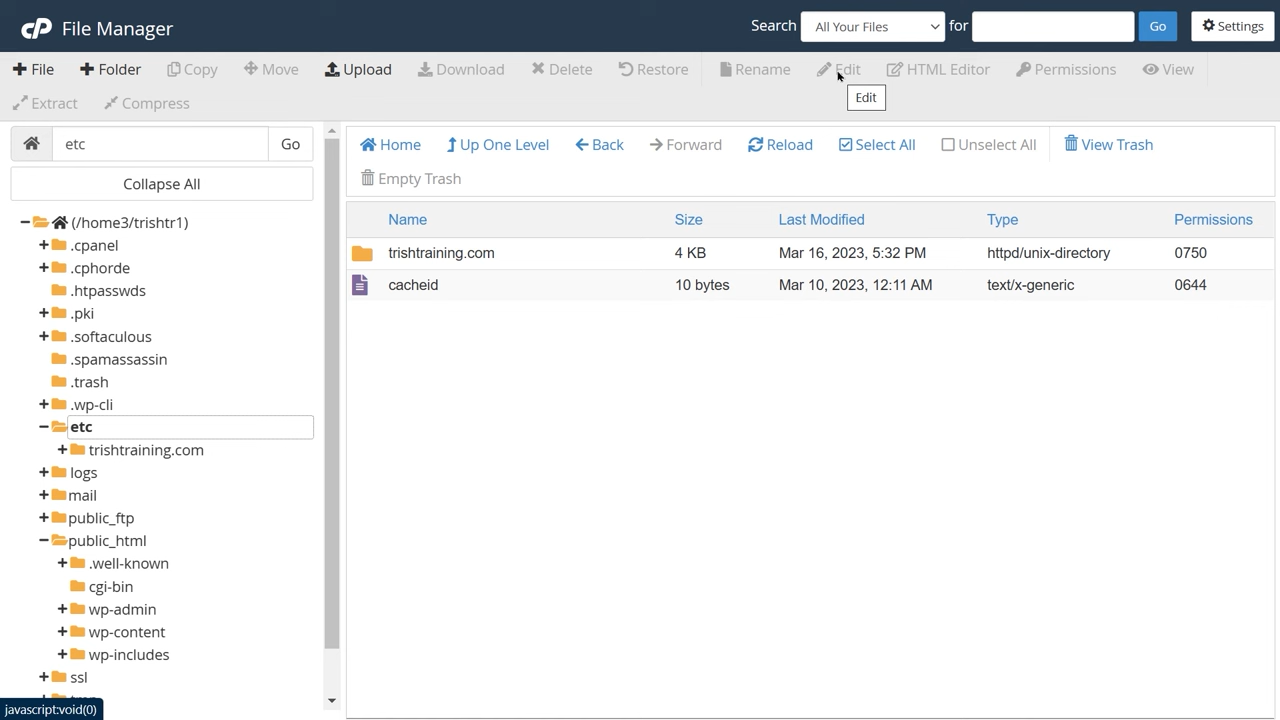 cP File Manager Search All Your Files for Go Settings
File Folder Copy Move Upload Download Delete Restore Rename Edit HTML Editor Permissions View
Edit
Extract Compress
etc Go
Collapse All
(/home3/trishtr1)
.cpanel
.cphorde
.htpasswds
.pki
.softaculous
.spamassassin
.trash
.wp-cli
etc
trishtraining.com
logs
mail
public_ftp
public_html
.well-known
cgi-bin
wp-admin
wp-content
wp-includes
ssl
javascript:void(0)
Home Up One Level Back Forward Reload Select All Unselect All View Trash
Empty Trash
Name Size Last Modified Type Permissions
trishtraining.com 4 KB Mar 16, 2023, 5:32 PM httpd/unix-directory 0750
cacheid 10 bytes Mar 10, 2023, 12:11 AM text/x-generic 0644